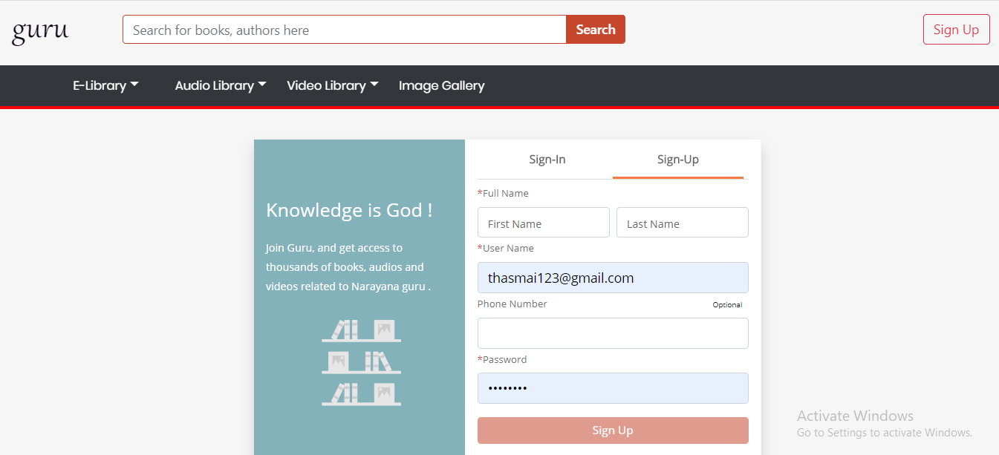 guru
Search for books, authors here
Search
Sign Up
E-Library
Audio Library
Video Library
Image Gallery
Knowledge is God !
Join Guru, and get access to
thousands of books, audios and
videos related to Narayana guru .
Sign-In
Sign-Up
*Full Name
First Name
Last Name
*User Name
thasmai123@gmail.com
Phone Number
Optional
*Password
••••••••
Sign Up
Activate Windows
Go to Settings to activate Windows.